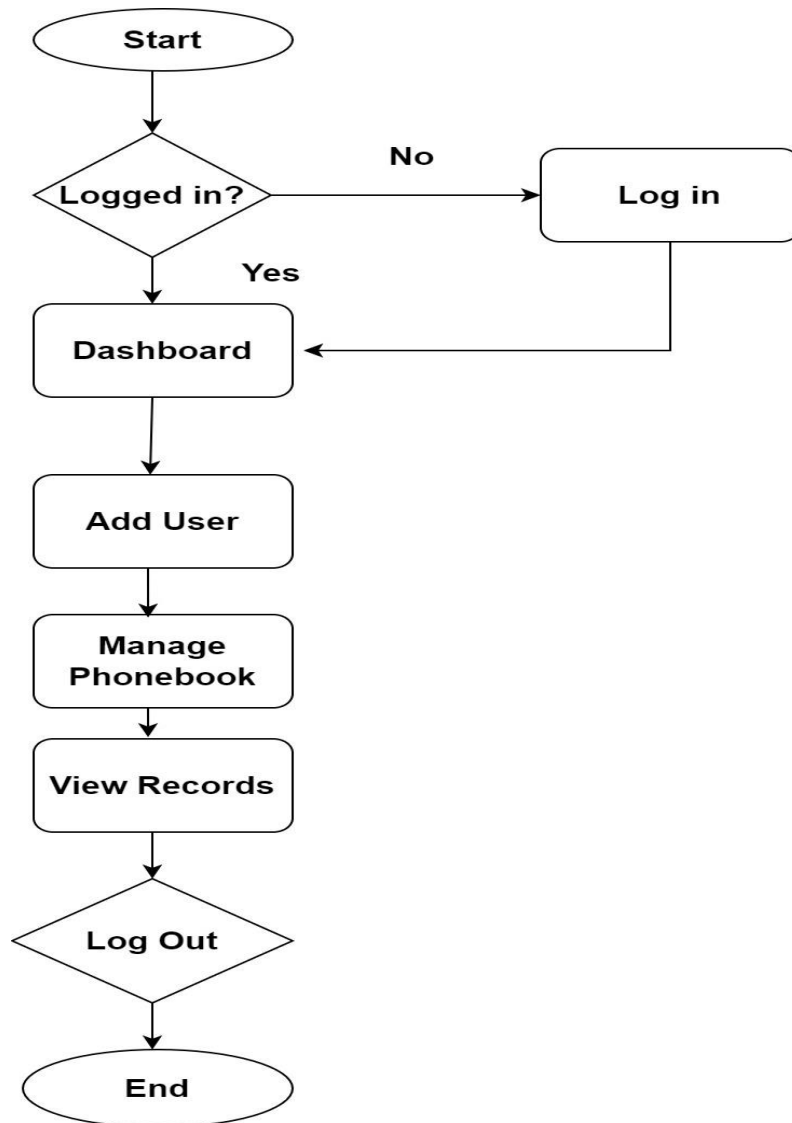 Start
No
Logged in?
Log in
Yes
Dashboard
Add User
Manage
Phonebook
View Records
Log Out
End